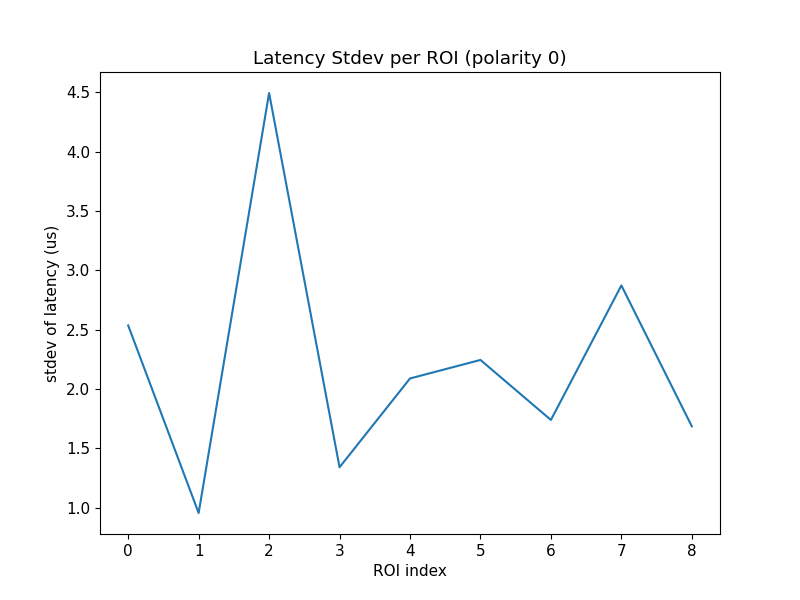 Latency Stdev per ROI (polarity 0)
stdev of latency (us)
4.5
4.0
3.5
3.0
2.5
2.0
1.5
1.0
0 1 2 3 4 5 6 7 8
ROI index